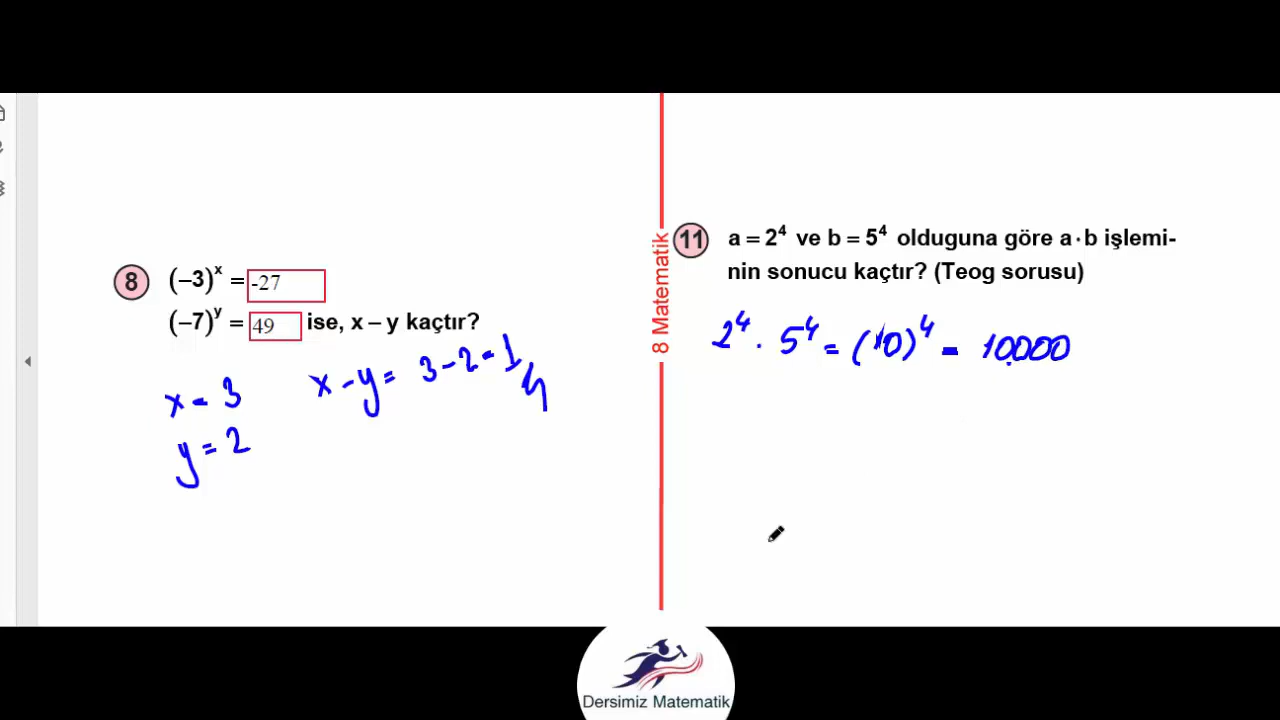 8 (–3)^x = -27
(–7)^y = 49 ise, x – y kaçtır?
x - y = 3 - 2 = 1
x = 3
y = 2
8 Matematik
11 a = 2^4 ve b = 5^4 olduguna göre a · b işlemi-
nin sonucu kaçtır? (Teog sorusu)
2^4 . 5^4 = (10)^4 = 10.000
Dersimiz Matematik